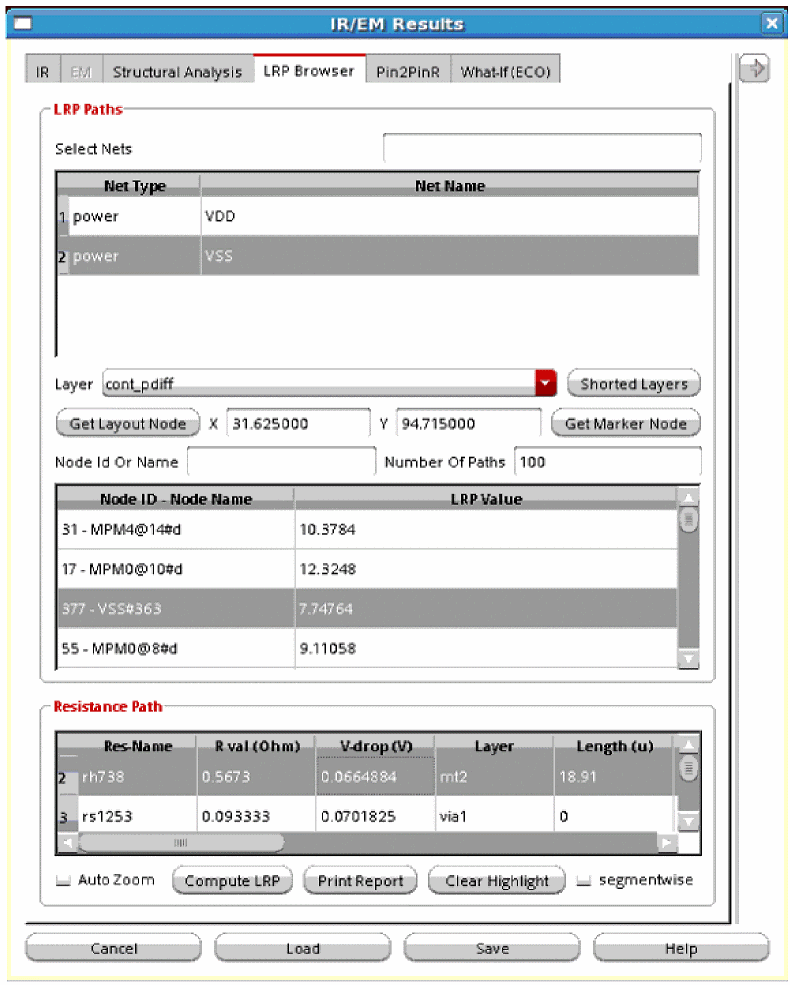 IR/EM Results
IR EM Structural Analysis LRP Browser Pin2PinR What-If(ECO)
LRP Paths
Select Nets
Net Type Net Name
1 power VDD
2 power VSS
Layer cont_pdiff Shorted Layers
Get Layout Node X 31.625000 Y 94.715000 Get Marker Node
Node Id Or Name Number Of Paths 100
Node ID - Node Name LRP Value
31 - MPM4@14#d 10.3784
17 - MPM0@10#d 12.3248
377 - VSS#363 7.74764
55 - MPM0@8#d 9.11058
Resistance Path
Res-Name R val (Ohm) V-drop (V) Layer Length (u)
2 rh738 0.5673 0.0664884 mt2 18.91
3 rs1253 0.093333 0.0701825 via1 0
Auto Zoom Compute LRP Print Report Clear Highlight segmentwise
Cancel Load Save Help